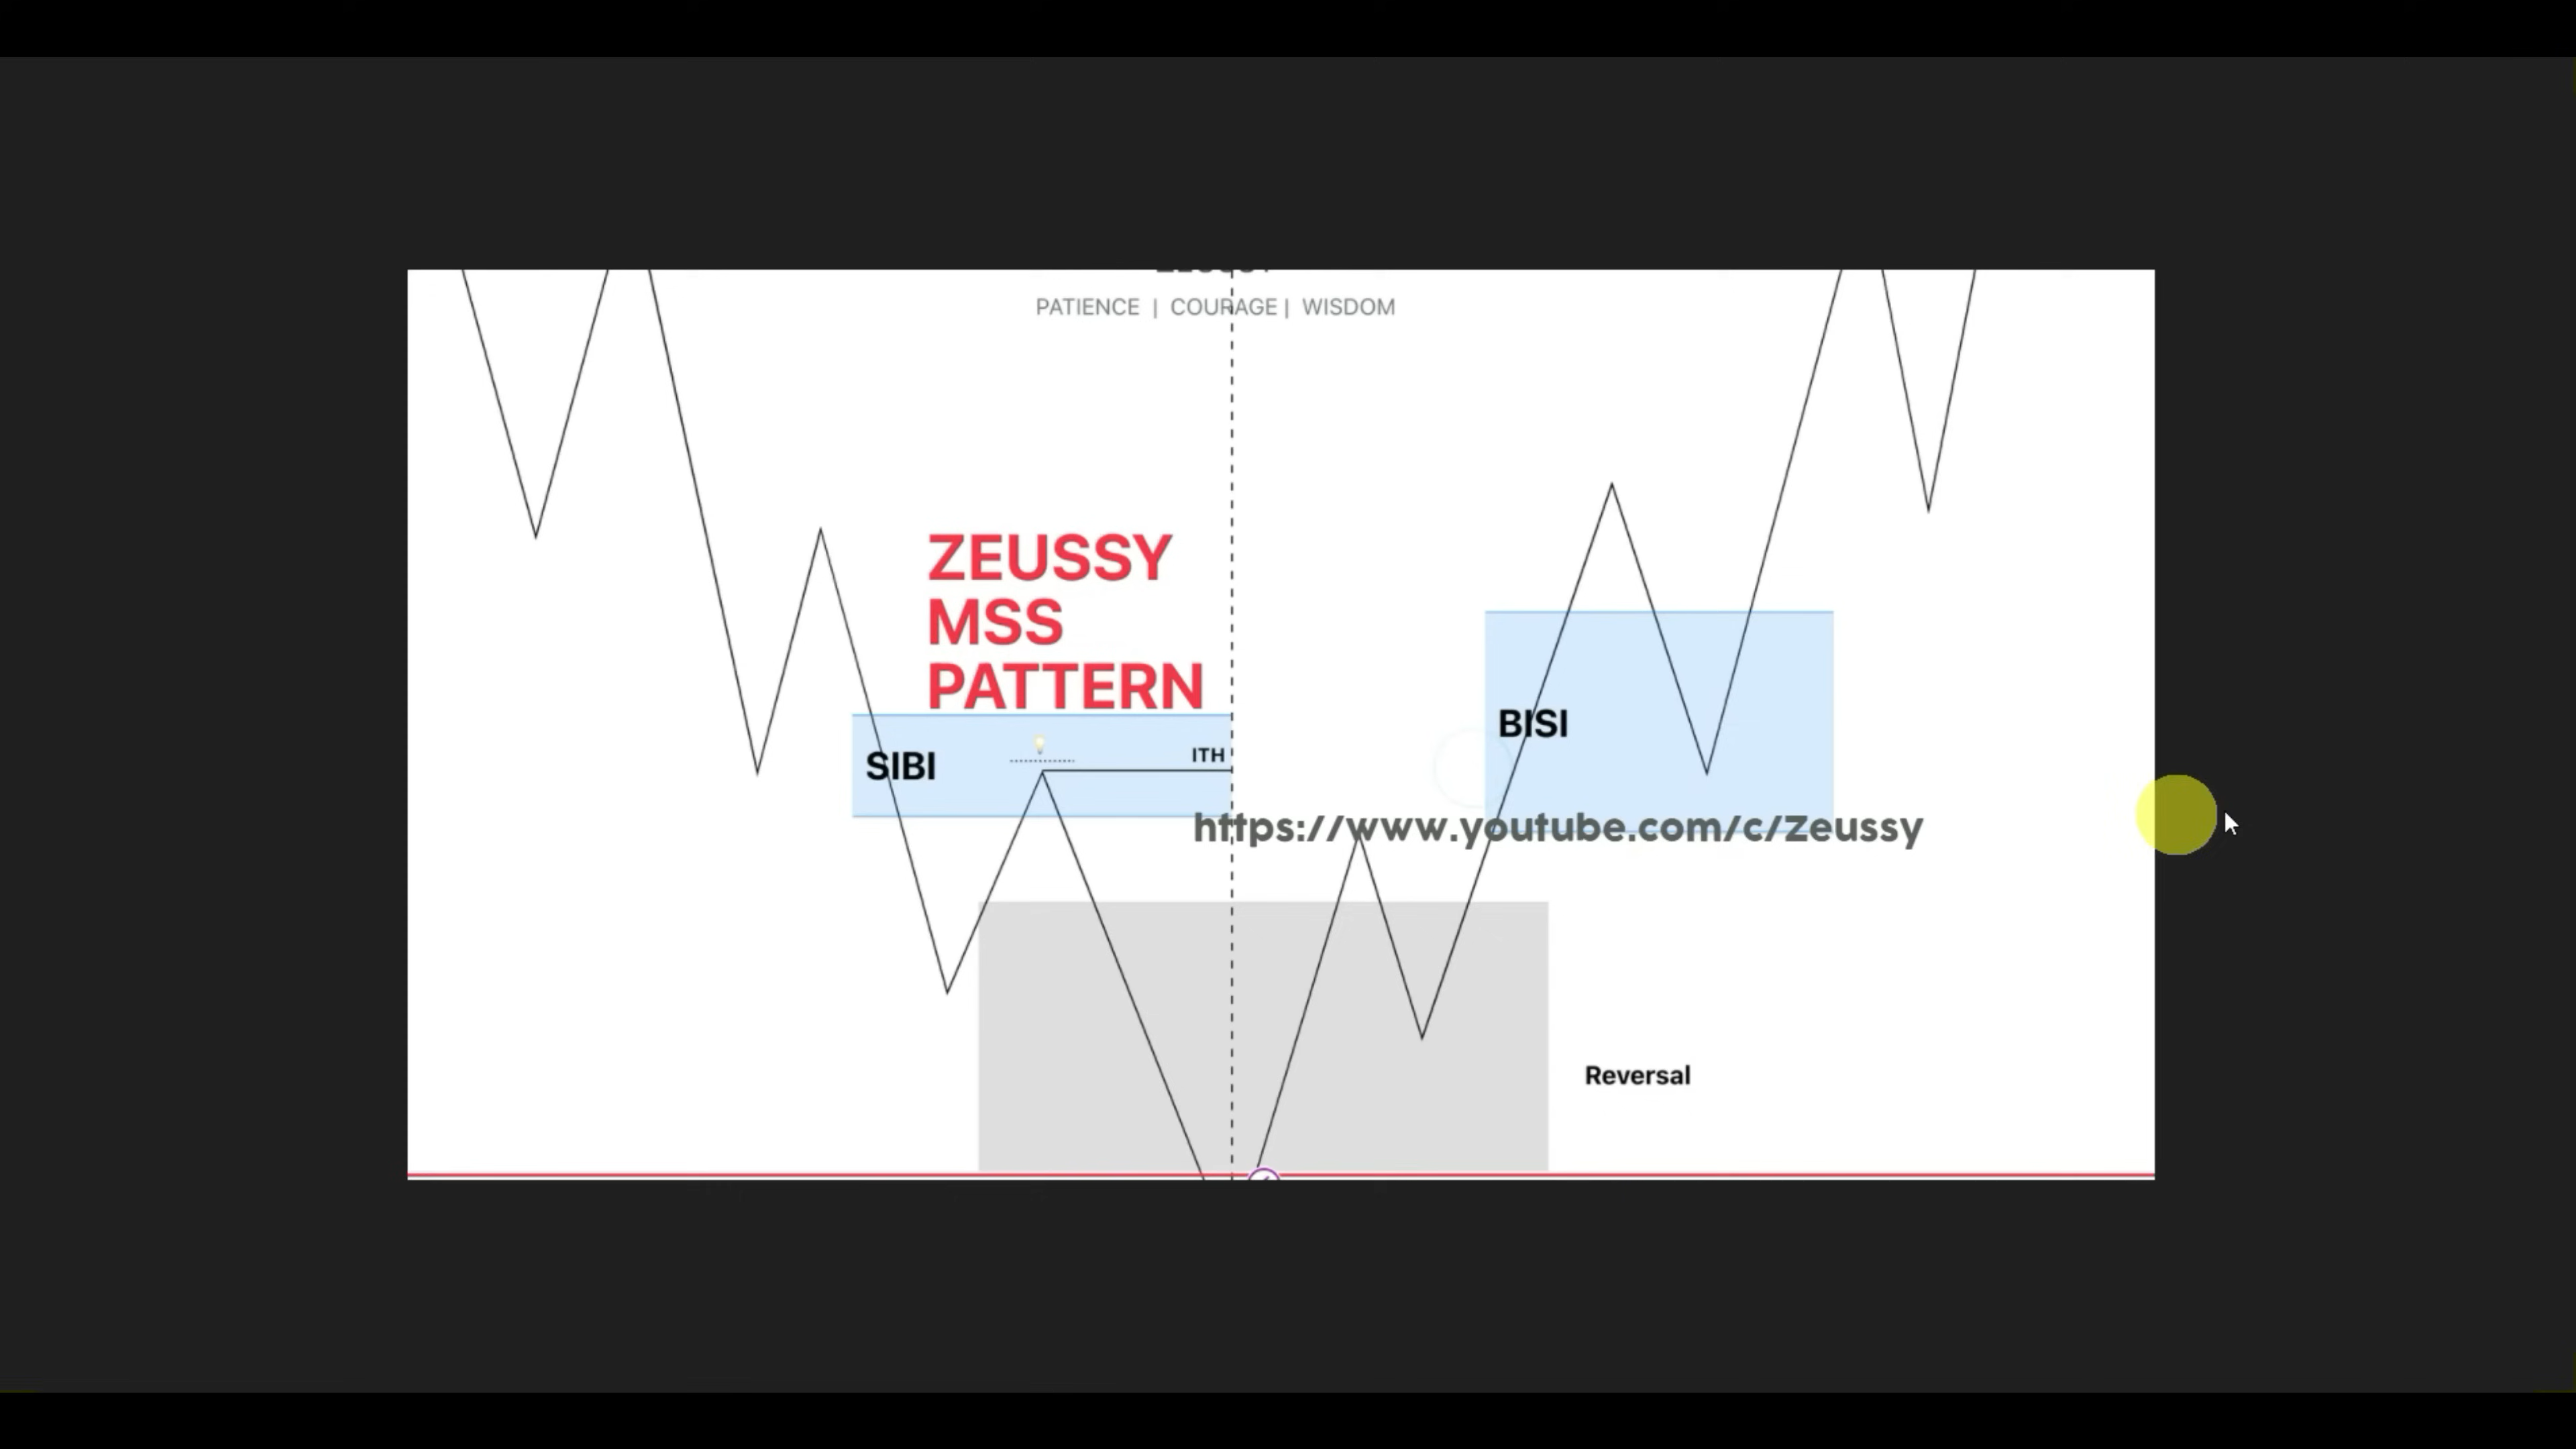 PATIENCE | COURAGE | WISDOM
ZEUSSY
MSS
PATTERN
SIBI
ITH
BISI
https://www.youtube.com/c/zeussy
Reversal